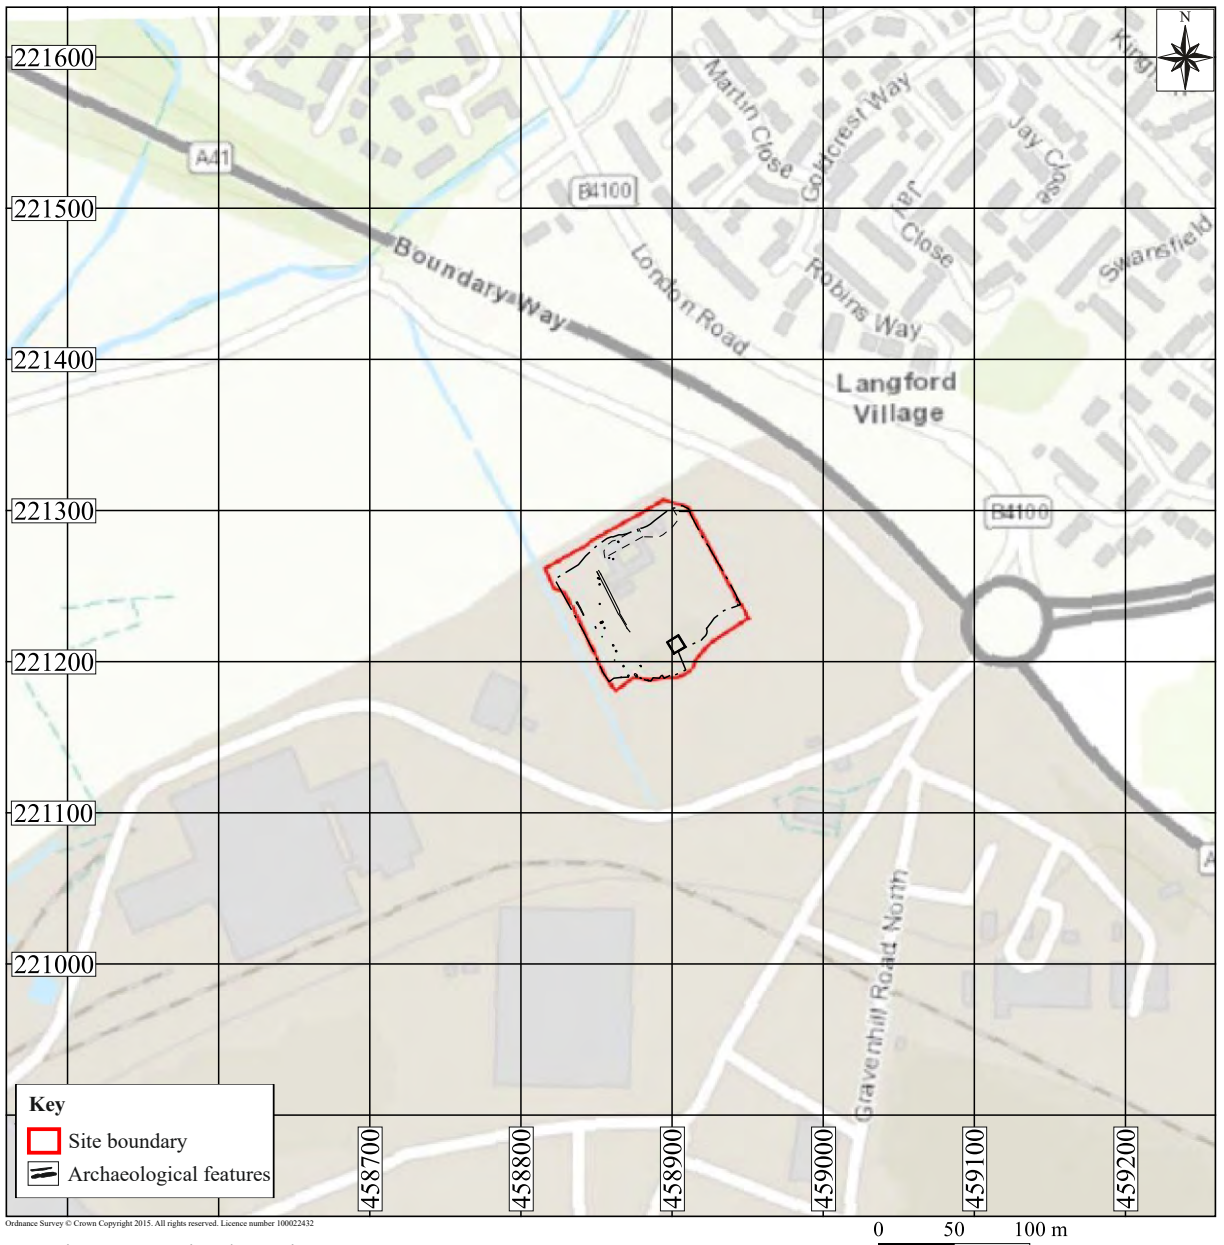 N
221600
221500
221400
221300
221200
221100
221000
A41
Boundary Way
B4100
London Road
Martin Close
Goldcrest Way
Jay Close
Jay Close
Robins Way
Swansfield
Langford
Village
B4100
Gravenhill Road North
Key
Site boundary
Archaeological features
458700
458800
458900
459000
459100
459200
Ordnance Survey © Crown Copyright 2015. All rights reserved. Licence number 100022432
0 50 100 m